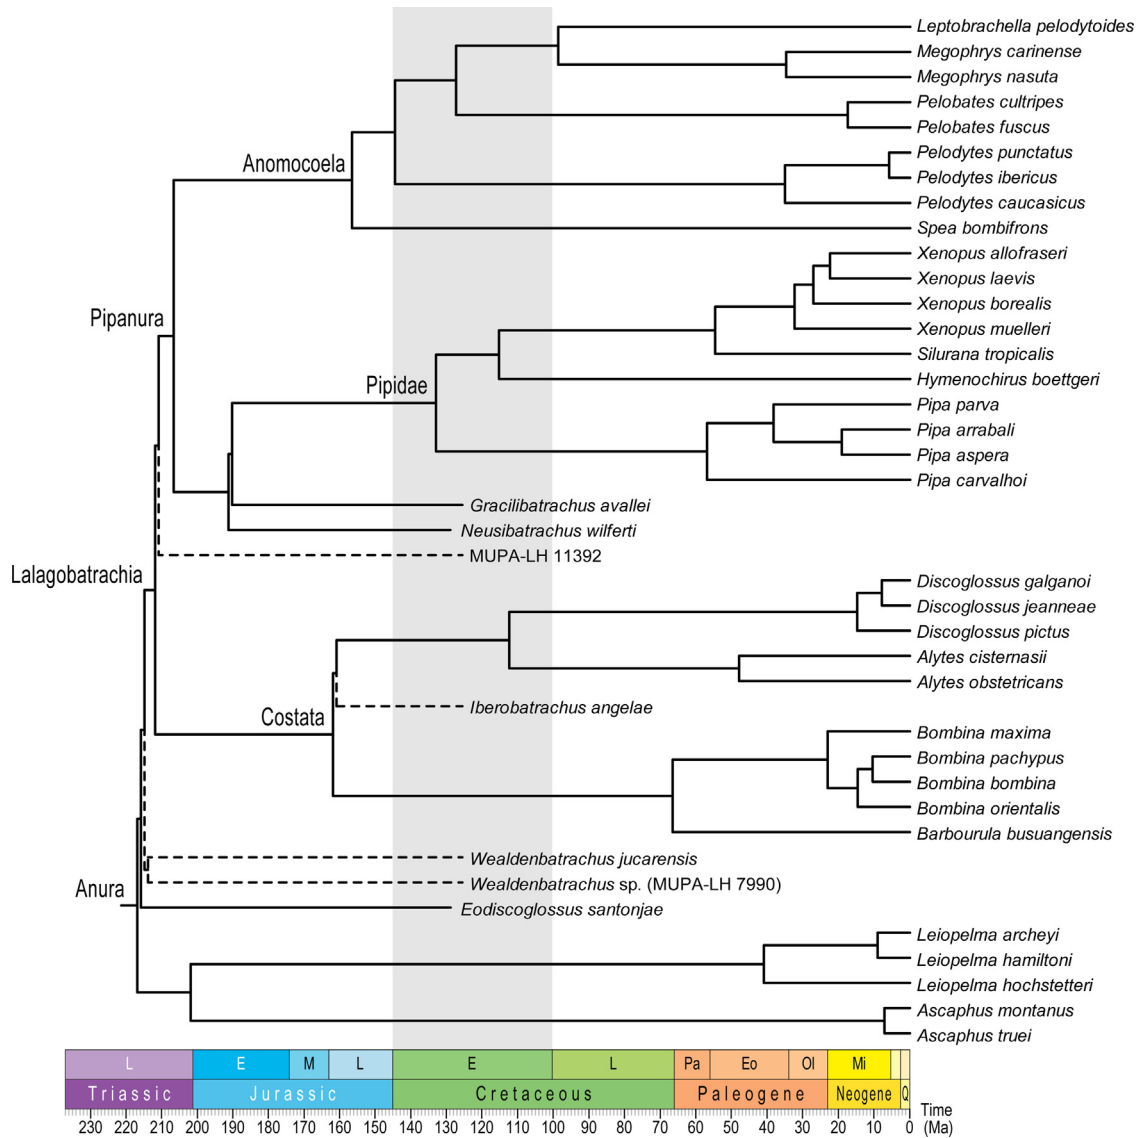 Leptobrachella pelodytoides
Megophrys carinense
Megophrys nasuta
Pelobates cultripes
Pelobates fuscus
Pelodytes punctatus
Anomocoela
Pelodytes ibericus
Pelodytes caucasicus
Spea bombifrons
Xenopus allofraseri
Xenopus laevis
Xenopus borealis
Pipanura
Xenopus muelleri
Silurana tropicalis
Hymenochirus boettgeri
Pipidae
Pipa parva
Pipa arrabali
Pipa aspera
Pipa carvalhoi
Gracilibatrachus avallei
Neusibatrachus wilferti
MUPA-LH 11392
Lalagobatrachia
Discoglossus galganoi
Discoglossus jeanneae
Discoglossus pictus
Alytes cisternasii
Alytes obstetricans
Iberobatrachus angelae
Costata
Bombina maxima
Bombina pachypus
Bombina bombina
Bombina orientalis
Barbourula busuangensis
Wealdenbatrachus jucarensis
Wealdenbatrachus sp. (MUPA-LH 7990)
Anura
Eodiscoglossus santonjae
Leiopelma archeyi
Leiopelma hamiltoni
Leiopelma hochstetteri
Ascaphus montanus
Ascaphus truei
L E M L E L Pa Eo Ol Mi
Triassic Jurassic Cretaceous Paleogene Neogene Q
Time
230 220 210 200 190 180 170 160 150 140 130 120 110 100 90 80 70 60 50 40 30 20 10 0 (Ma)